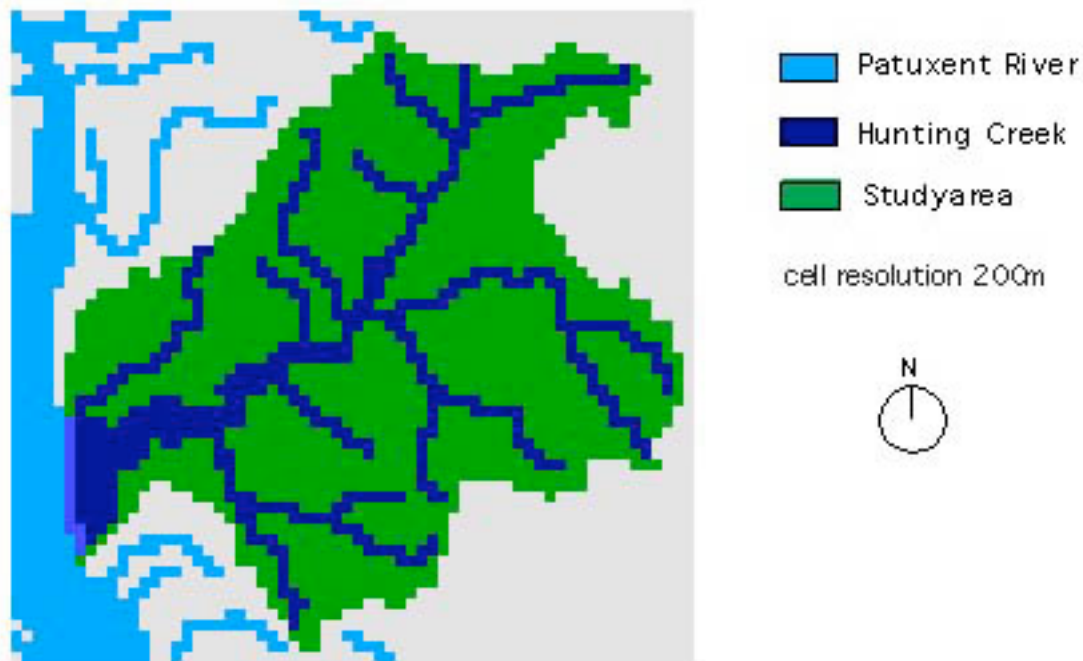 Patuxent River
Hunting Creek
Studyarea
cell resolution 200m
N